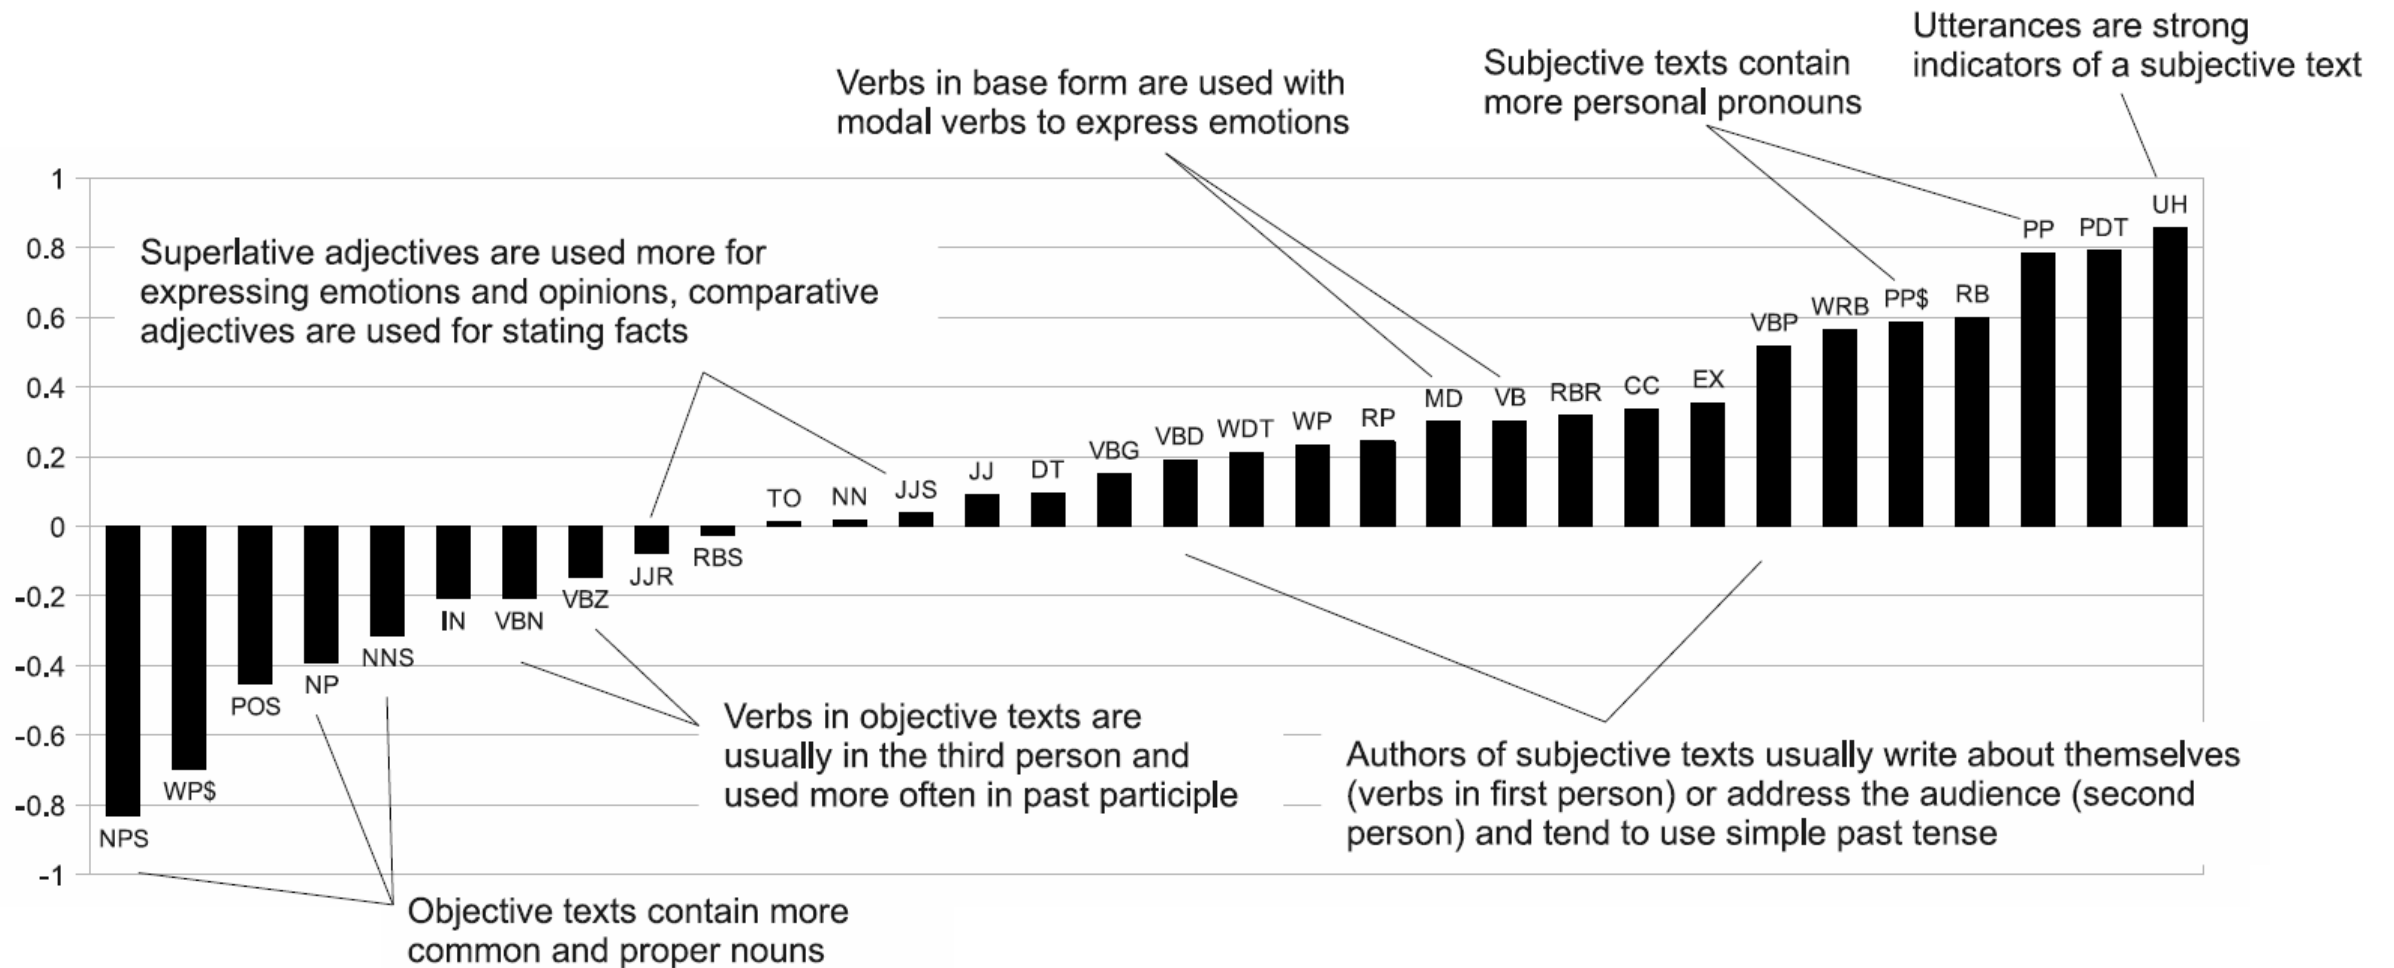 Utterances are strong
indicators of a subjective text
Subjective texts contain
more personal pronouns
Verbs in base form are used with
modal verbs to express emotions
Superlative adjectives are used more for
expressing emotions and opinions, comparative
adjectives are used for stating facts
1
0.8
0.6
0.4
0.2
0
-0.2
-0.4
-0.6
-0.8
-1
NPS
WP$
POS
NP
NNS
IN
VBN
VBZ
JJR
RBS
TO
NN
JJS
JJ
DT
VBG
VBD
WDT
WP
RP
MD
VB
RBR
CC
EX
VBP
WRB
PP$
RB
PP
PDT
UH
Verbs in objective texts are
usually in the third person and
used more often in past participle
Authors of subjective texts usually write about themselves
(verbs in first person) or address the audience (second
person) and tend to use simple past tense
Objective texts contain more
common and proper nouns